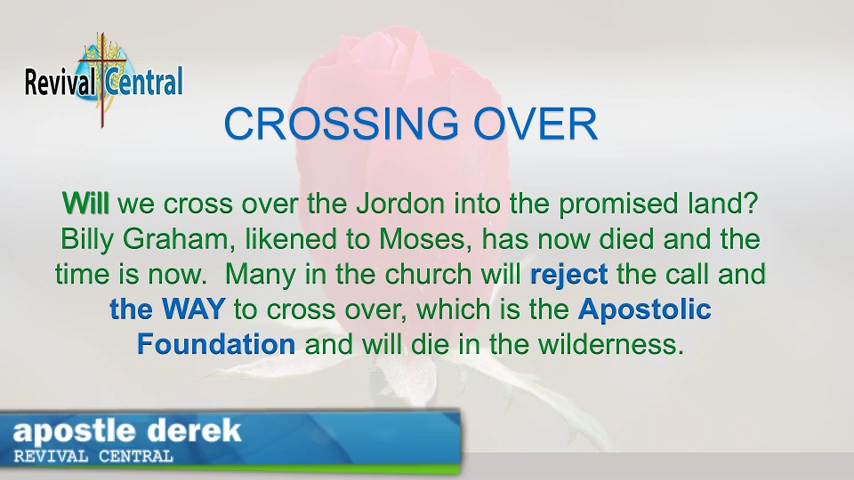 Revival Central
CROSSING OVER
Will we cross over the Jordon into the promised land?
Billy Graham, likened to Moses, has now died and the
time is now.  Many in the church will reject the call and
the WAY to cross over, which is the Apostolic
Foundation and will die in the wilderness.
apostle derek
REVIVAL CENTRAL